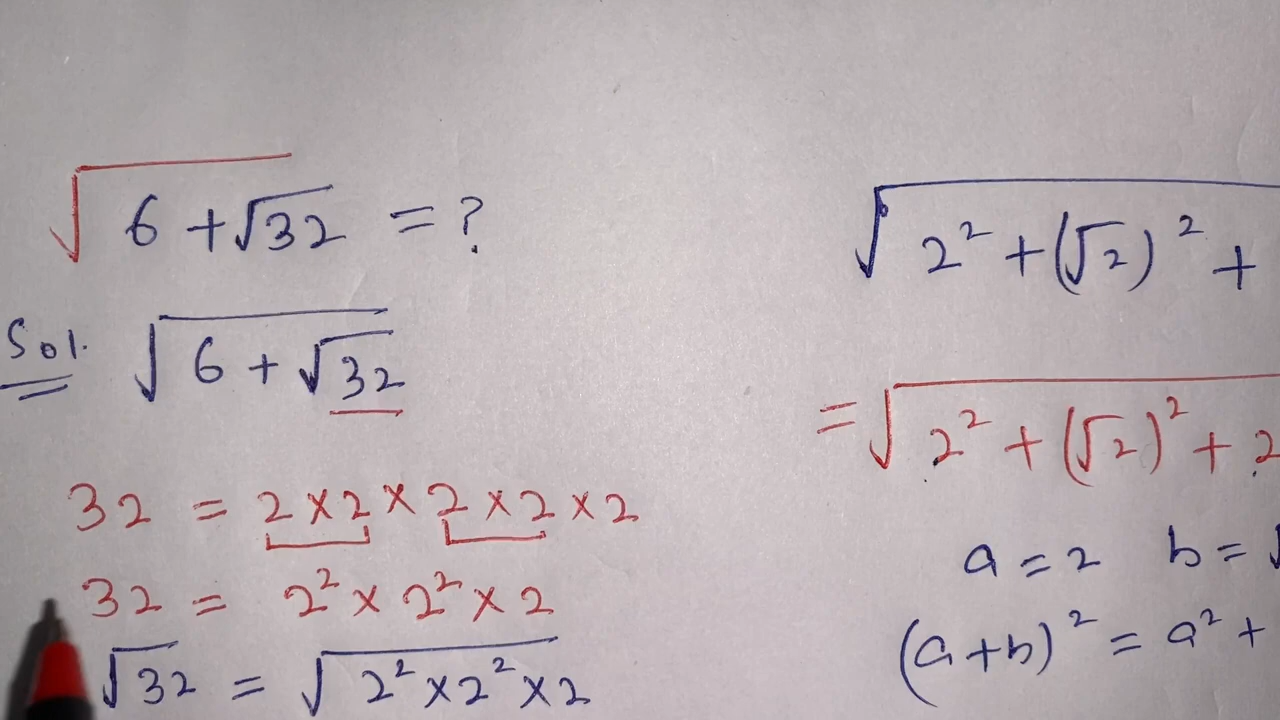 √(6 + √32) = ?
Sol. √(6 + √32)
32 = 2 × 2 × 2 × 2 × 2
32 = 2² × 2² × 2
√32 = √(2² × 2² × 2)
√(2² + (√2)² +
= √(2² + (√2)² + 2
a = 2 b = √
(a + b)² = a² +